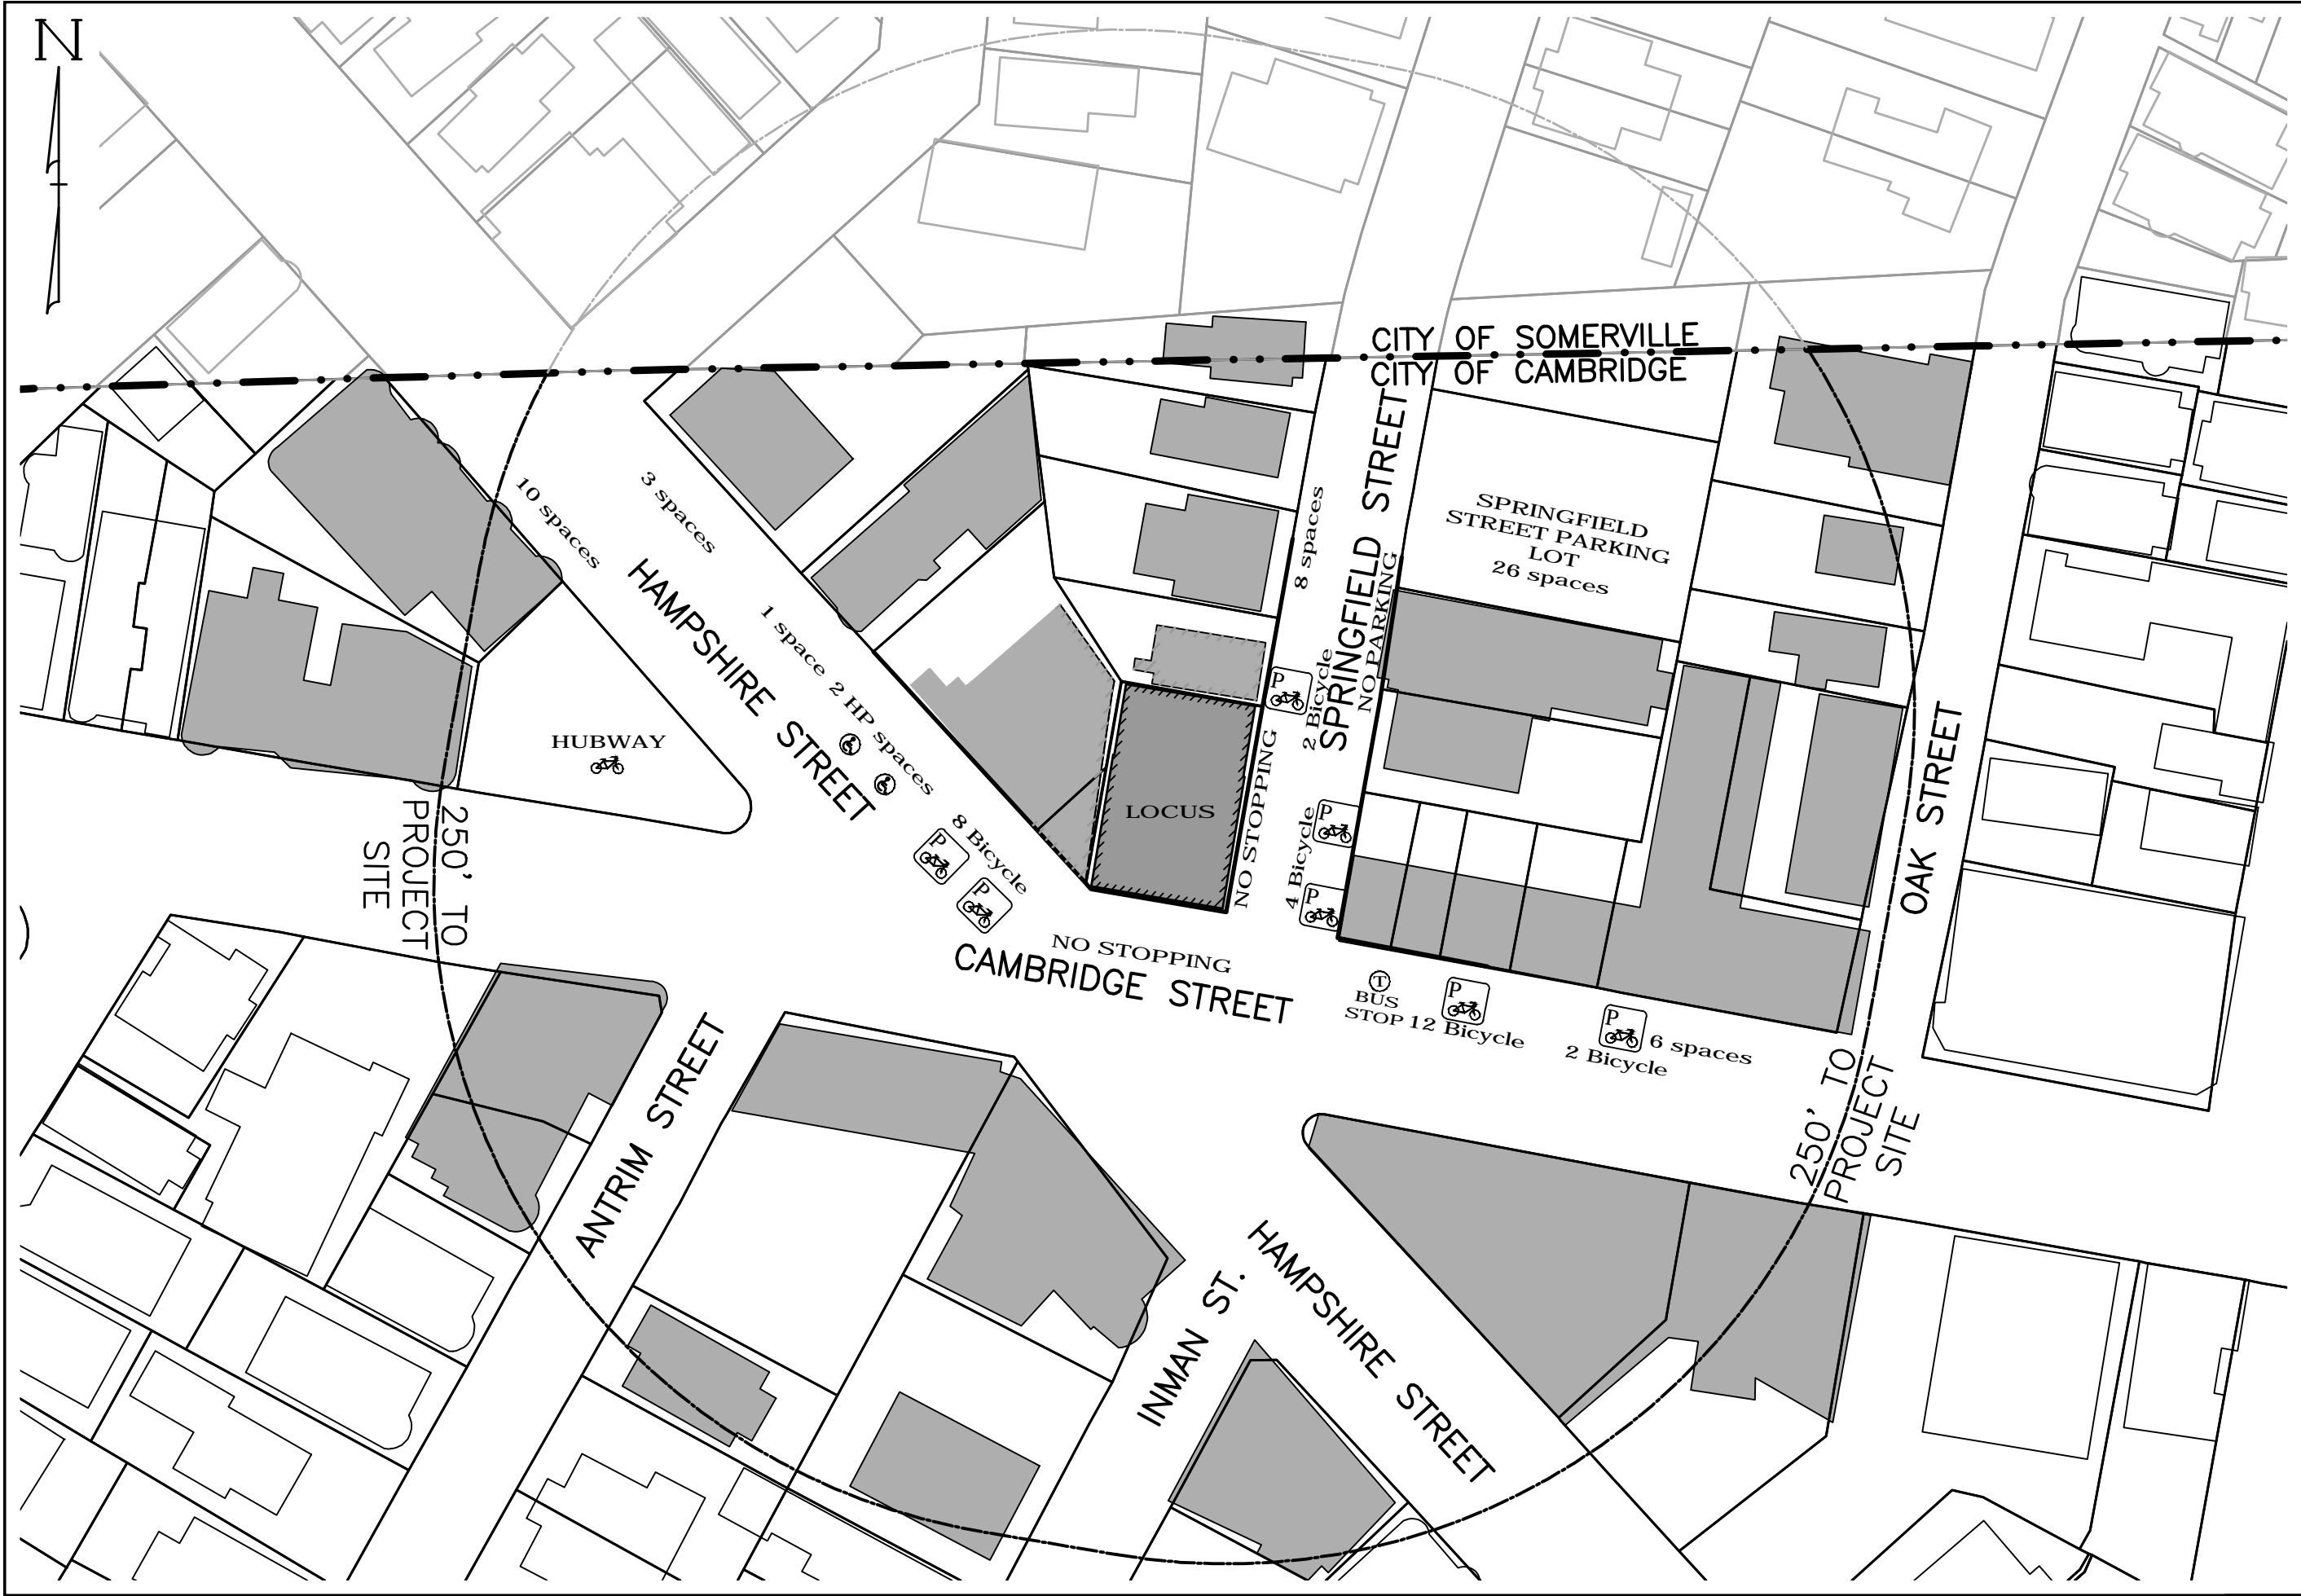 N
CITY OF SOMERVILLE
CITY OF CAMBRIDGE
10 spaces
3 spaces
HAMPSHIRE STREET
1 space 2 HP spaces
8 Bicycle
P
P
HUBWAY
8 spaces
SPRINGFIELD STREET
NO PARKING
SPRINGFIELD
STREET PARKING
LOT
26 spaces
2 Bicycle
P
LOCUS
NO STOPPING
4 Bicycle
P
P
OAK STREET
250' TO
PROJECT
SITE
NO STOPPING
CAMBRIDGE STREET
T
BUS
STOP
P
12 Bicycle
P
6 spaces
2 Bicycle
250' TO
PROJECT
SITE
ANTRIM STREET
INMAN ST.
HAMPSHIRE STREET